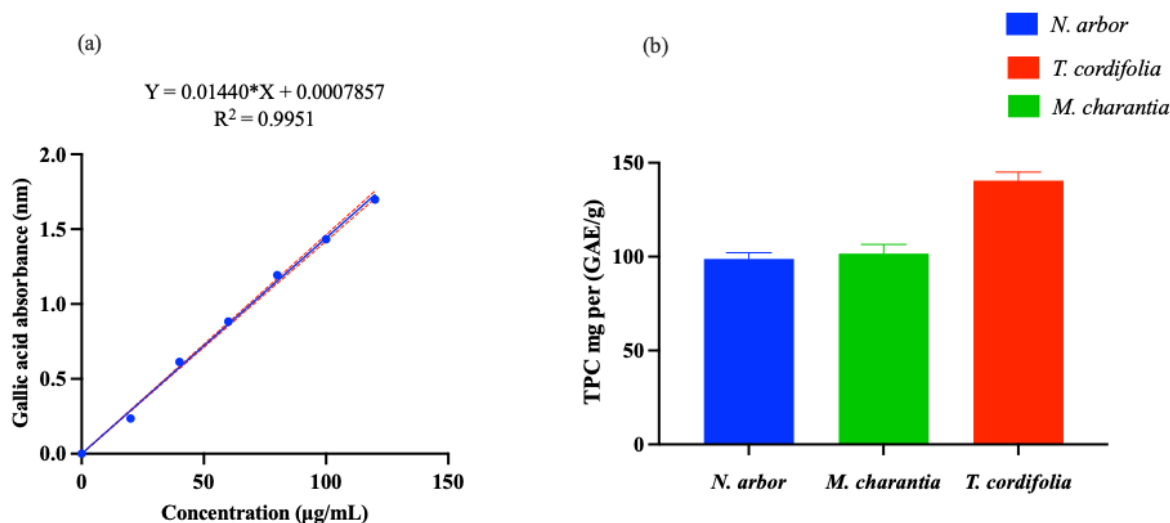 (a)
Y = 0.01440*X + 0.0007857
R² = 0.9951
Gallic acid absorbance (nm)
2.0
1.5
1.0
0.5
0.0
0
50
100
150
Concentration (µg/mL)
(b)
N. arbor
T. cordifolia
M. charantia
TPC mg per (GAE/g)
150
100
50
0
N. arbor
M. charantia
T. cordifolia